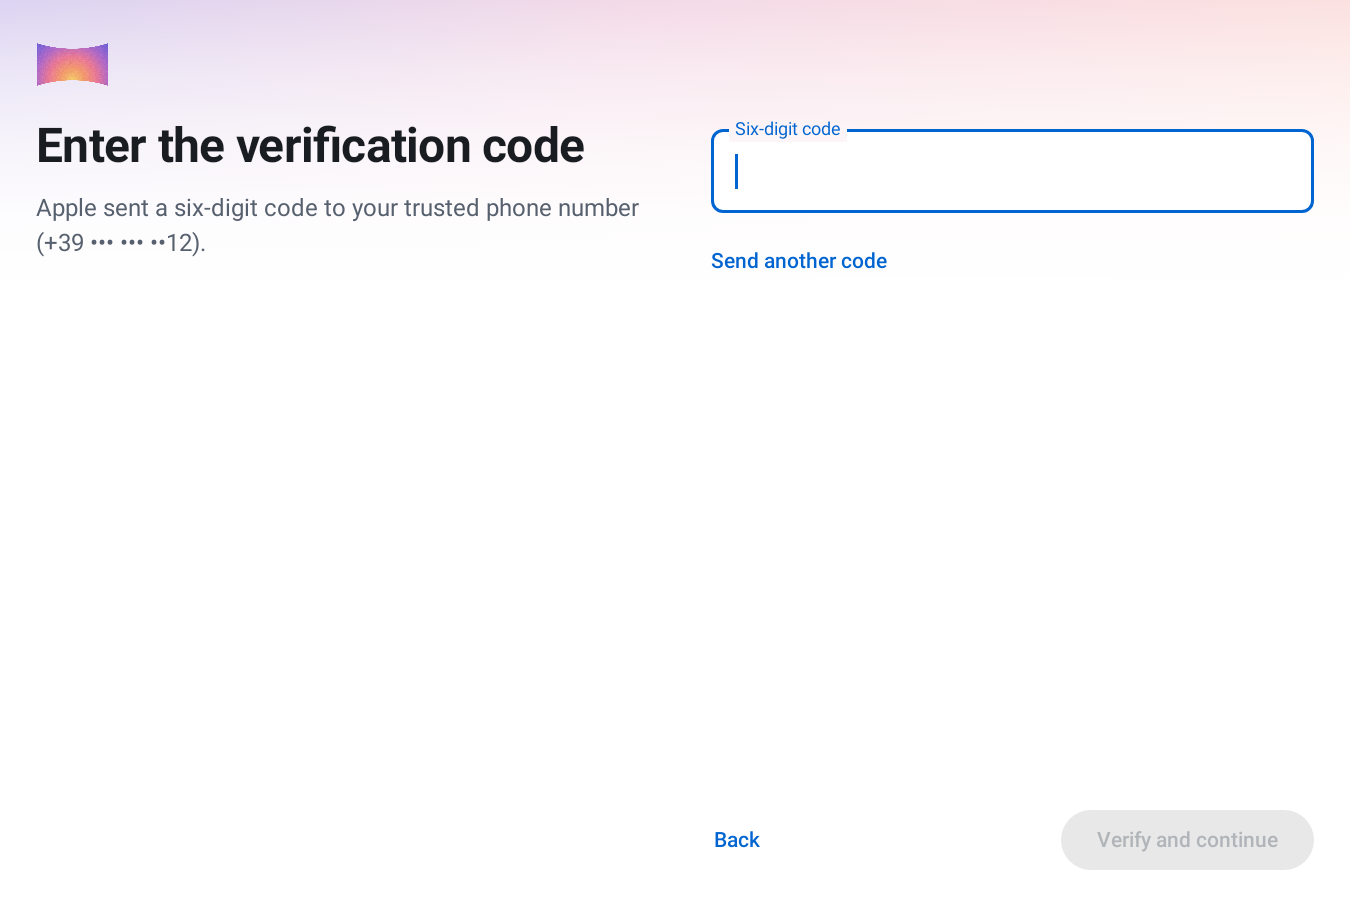 Enter the verification code
Apple sent a six-digit code to your trusted phone number
(+39 ••• ••• ••12).
Six-digit code
Send another code
Back
Verify and continue